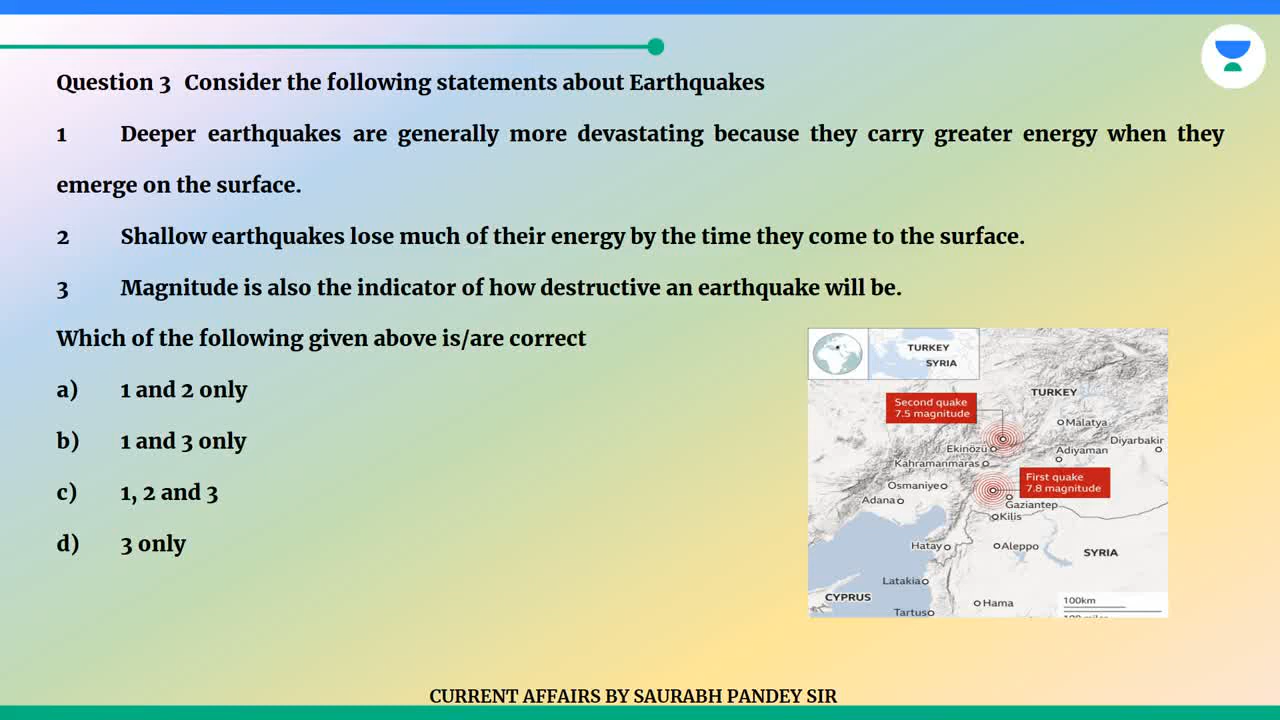 Question 3 Consider the following statements about Earthquakes
1 Deeper earthquakes are generally more devastating because they carry greater energy when they
emerge on the surface.
2 Shallow earthquakes lose much of their energy by the time they come to the surface.
3 Magnitude is also the indicator of how destructive an earthquake will be.
Which of the following given above is/are correct
a) 1 and 2 only
b) 1 and 3 only
c) 1, 2 and 3
d) 3 only
TURKEY
SYRIA
TURKEY
Second quake
7.5 magnitude
Malatya
Diyarbakir
Ekinözü
Adiyaman
Kahramanmaras
First quake
7.8 magnitude
Osmaniye
Adana
Gaziantep
Kilis
Hatay
Aleppo
SYRIA
Latakia
CYPRUS
Hama
100km
Tartus
CURRENT AFFAIRS BY SAURABH PANDEY SIR